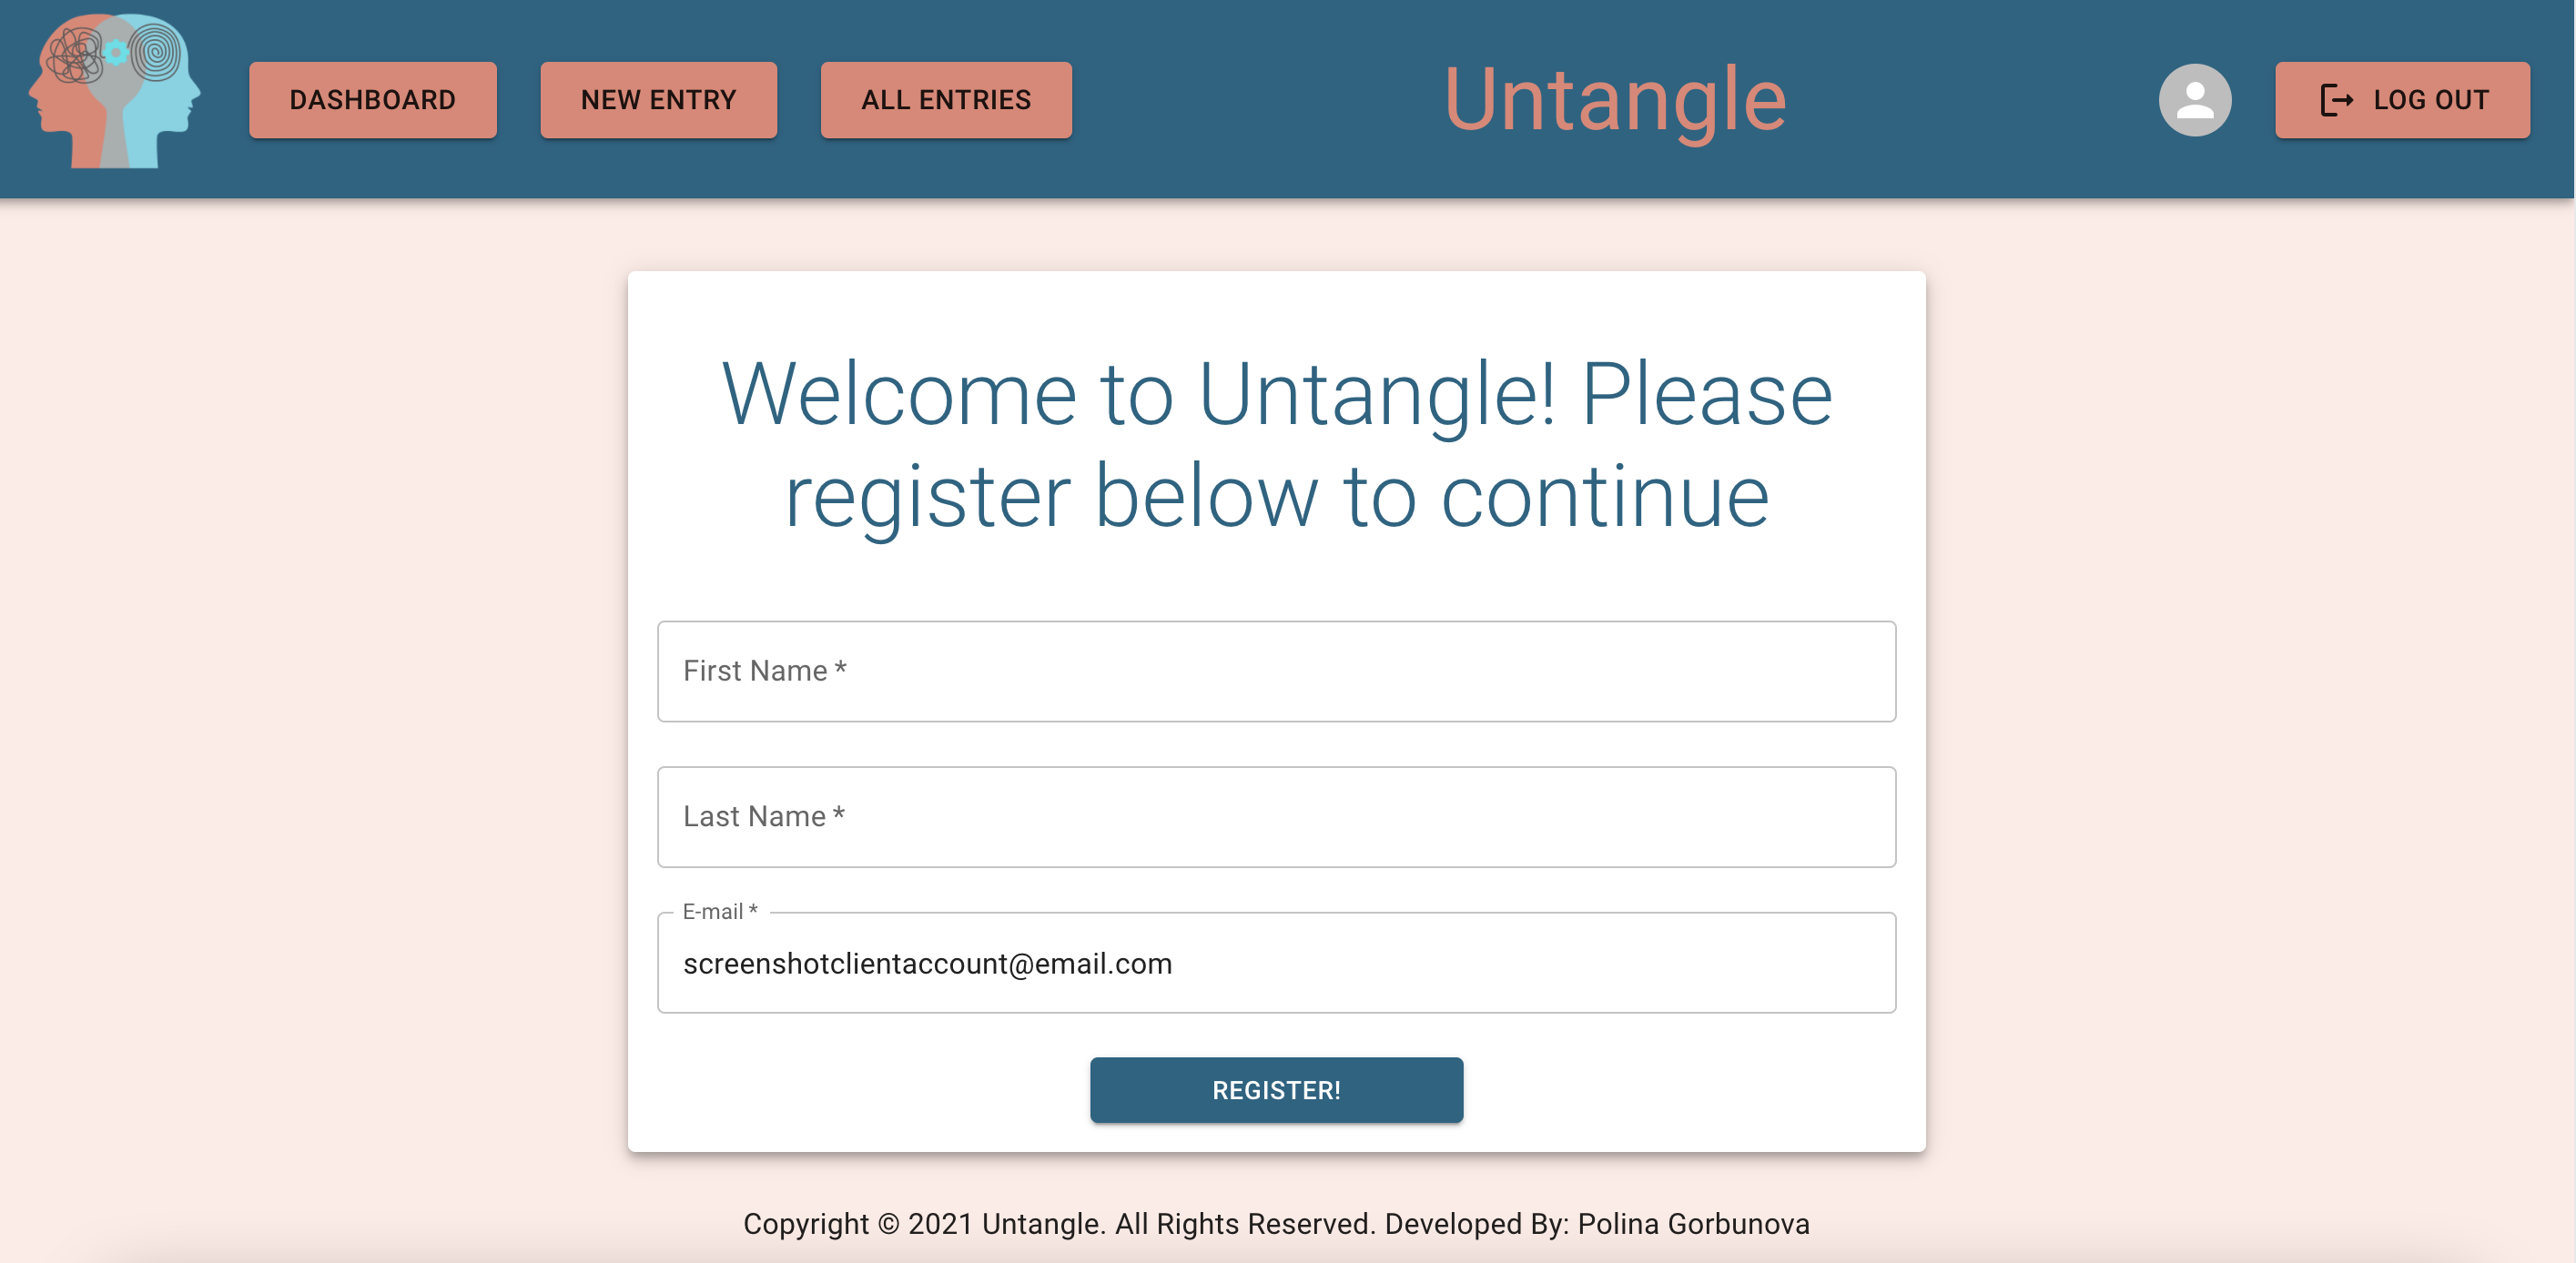 DASHBOARD
NEW ENTRY
ALL ENTRIES
Untangle
LOG OUT
Welcome to Untangle! Please
register below to continue
First Name *
Last Name *
E-mail *
screenshotclientaccount@email.com
REGISTER!
Copyright © 2021 Untangle. All Rights Reserved. Developed By: Polina Gorbunova